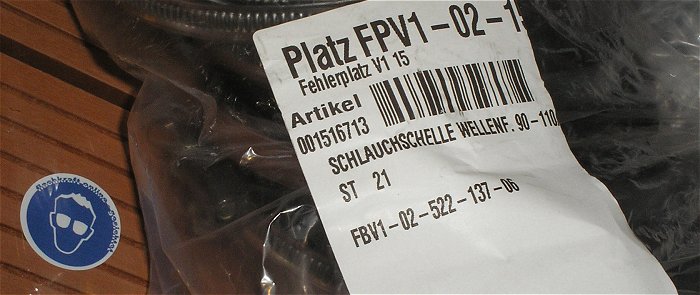 Platz FPV1-02-1
Fehlerplatz V1 15
Artikel
001516713
SCHLAUCHSCHELLE WELLENF. 90-110
ST 21
FBV1-02-522-137-06